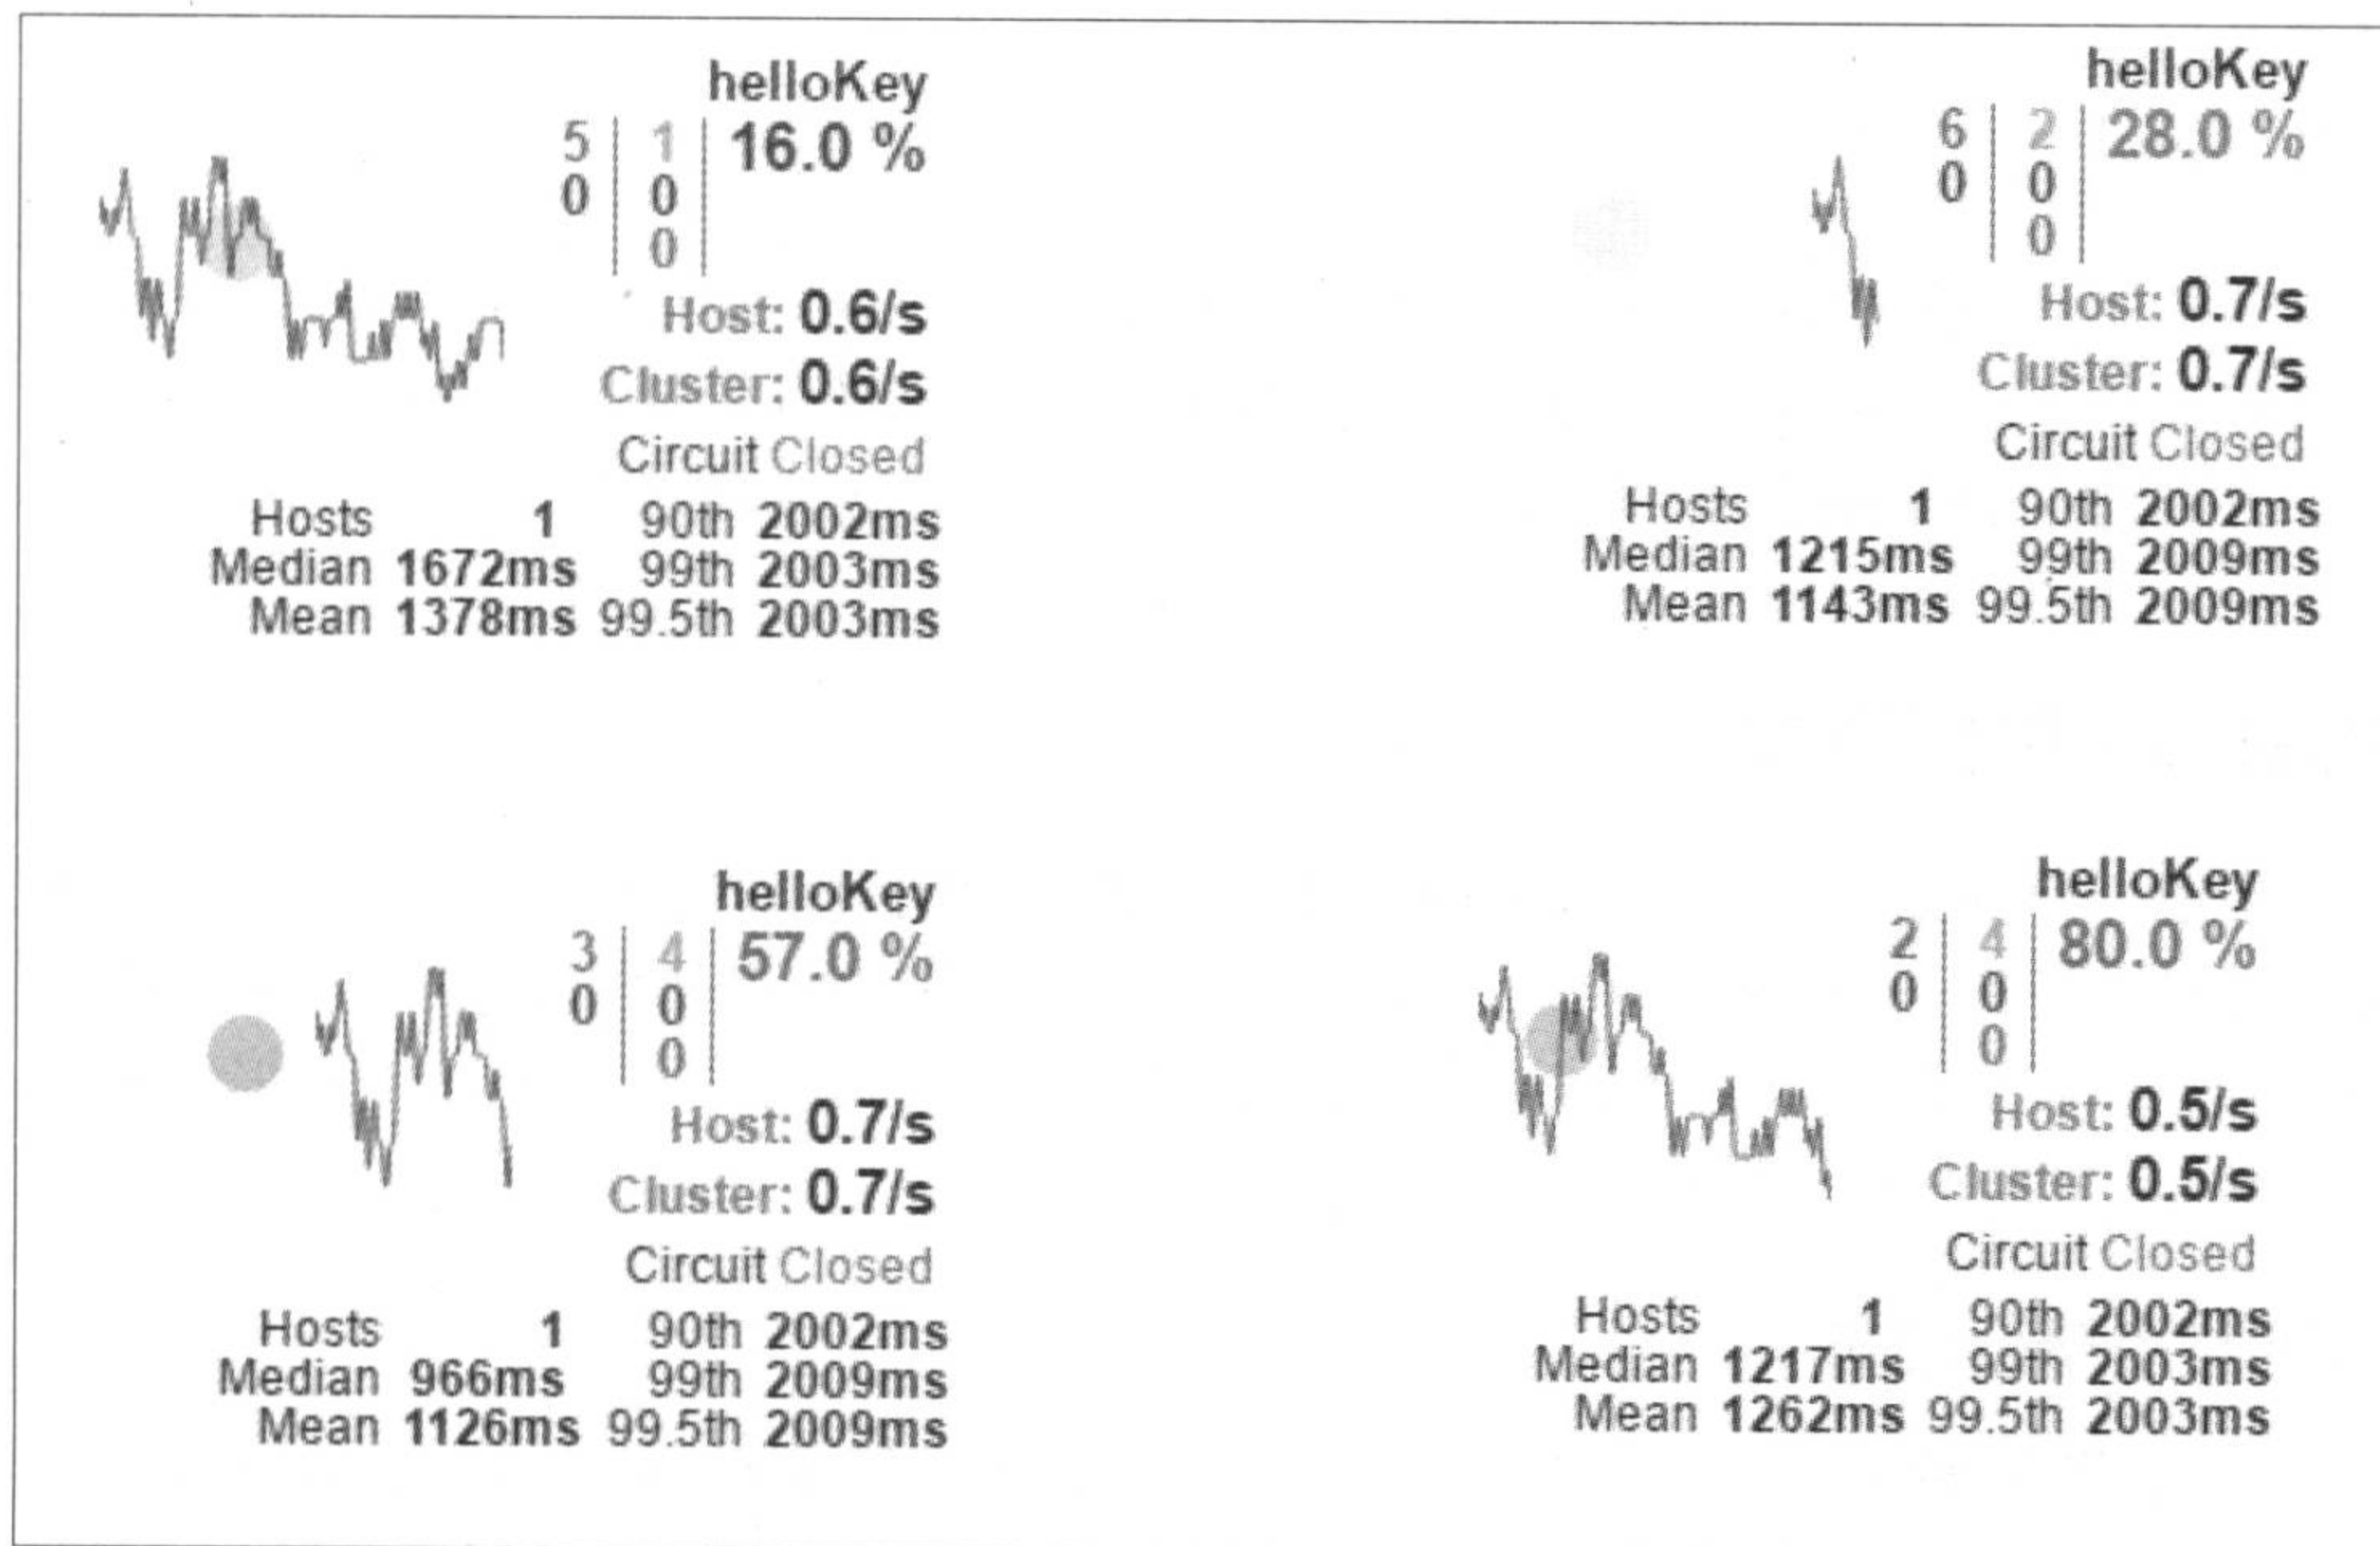 helloKey
5 1 16.0 %
0 0
0
Host: 0.6/s
Cluster: 0.6/s
Circuit Closed
Hosts 1 90th 2002ms
Median 1672ms 99th 2003ms
Mean 1378ms 99.5th 2003ms
helloKey
6 2 28.0 %
0 0
0
Host: 0.7/s
Cluster: 0.7/s
Circuit Closed
Hosts 1 90th 2002ms
Median 1215ms 99th 2009ms
Mean 1143ms 99.5th 2009ms
helloKey
3 4 57.0 %
0 0
0
Host: 0.7/s
Cluster: 0.7/s
Circuit Closed
Hosts 1 90th 2002ms
Median 966ms 99th 2009ms
Mean 1126ms 99.5th 2009ms
helloKey
2 4 80.0 %
0 0
0
Host: 0.5/s
Cluster: 0.5/s
Circuit Closed
Hosts 1 90th 2002ms
Median 1217ms 99th 2003ms
Mean 1262ms 99.5th 2003ms